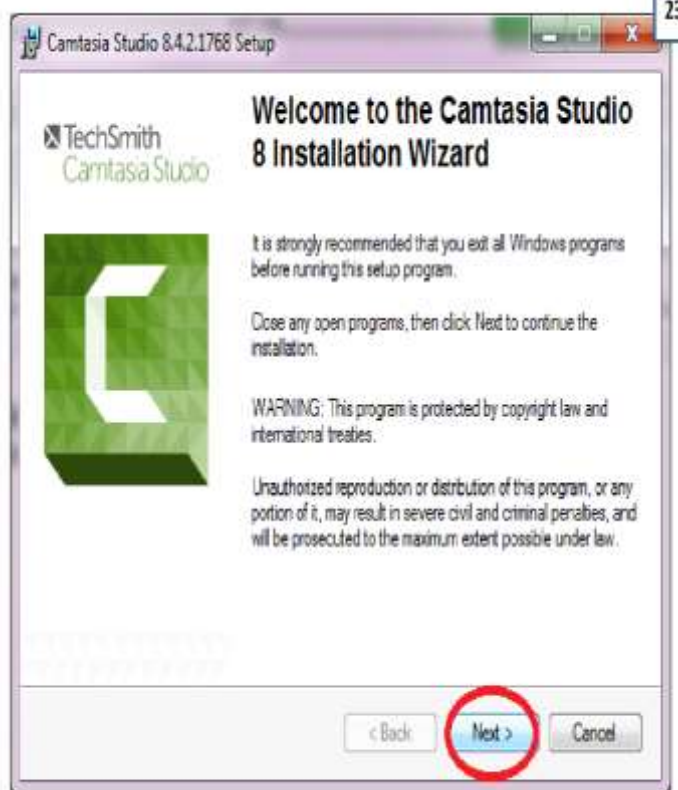 23
Camtasia Studio 8.4.2.1768 Setup
X
TechSmith
Camtasia Studio
Welcome to the Camtasia Studio
8 Installation Wizard
It is strongly recommended that you exit all Windows programs
before running this setup program.
Close any open programs, then click Next to continue the
installation.
WARNING: This program is protected by copyright law and
international treaties.
Unauthorized reproduction or distribution of this program, or any
portion of it, may result in severe civil and criminal penalties, and
will be prosecuted to the maximum extent possible under law.
< Back
Next >
Cancel